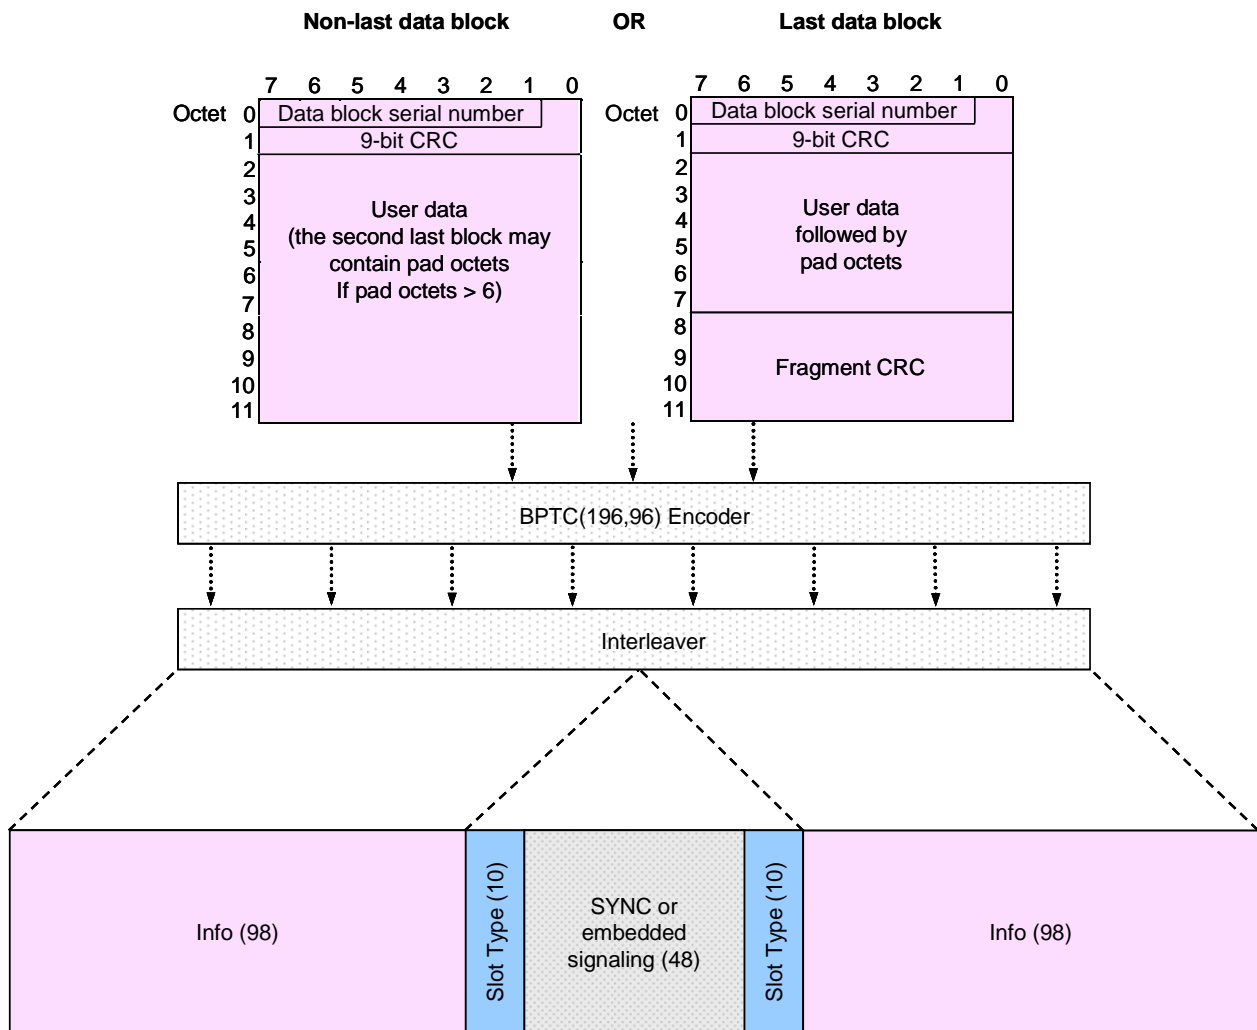 Non-last data block OR Last data block
7 6 5 4 3 2 1 0
7 6 5 4 3 2 1 0
Octet 0 Data block serial number
1 9-bit CRC
2
3
4
5
6
7
8
9
10
11
User data
(the second last block may
contain pad octets
If pad octets > 6)
Octet 0 Data block serial number
1 9-bit CRC
2
3
4
5
6
7
8
9
10
11
User data
followed by
pad octets
Fragment CRC
BPTC(196,96) Encoder
Interleaver
Info (98)
Slot Type (10)
SYNC or
embedded
signaling (48)
Slot Type (10)
Info (98)